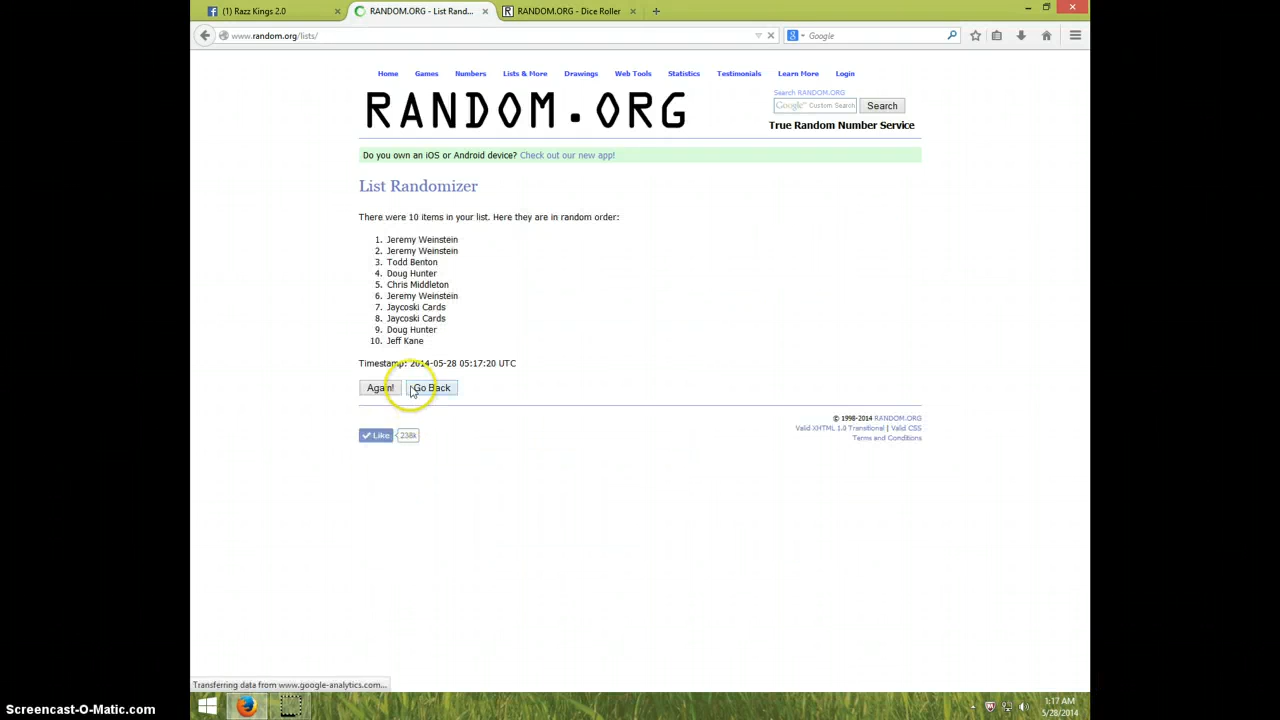 (1) Razz Kings 2.0
RANDOM.ORG - List Rand...
RANDOM.ORG - Dice Roller
www.random.org/lists/
Google
Home Games Numbers Lists & More Drawings Web Tools Statistics Testimonials Learn More Login
Search RANDOM.ORG
RANDOM.ORG
Google™ Custom Search
Search
True Random Number Service
Do you own an iOS or Android device? Check out our new app!
List Randomizer
There were 10 items in your list. Here they are in random order:
1. Jeremy Weinstein
2. Jeremy Weinstein
3. Todd Benton
4. Doug Hunter
5. Chris Middleton
6. Jeremy Weinstein
7. Jaycoski Cards
8. Jaycoski Cards
9. Doug Hunter
10. Jeff Kane
Timestamp: 2014-05-28 05:17:20 UTC
Again! Go Back
© 1998-2014 RANDOM.ORG
Valid XHTML 1.0 Transitional | Valid CSS
Terms and Conditions
Like 238k
Transferring data from www.google-analytics.com...
1:17 AM
5/28/2014
Screencast-O-Matic.com